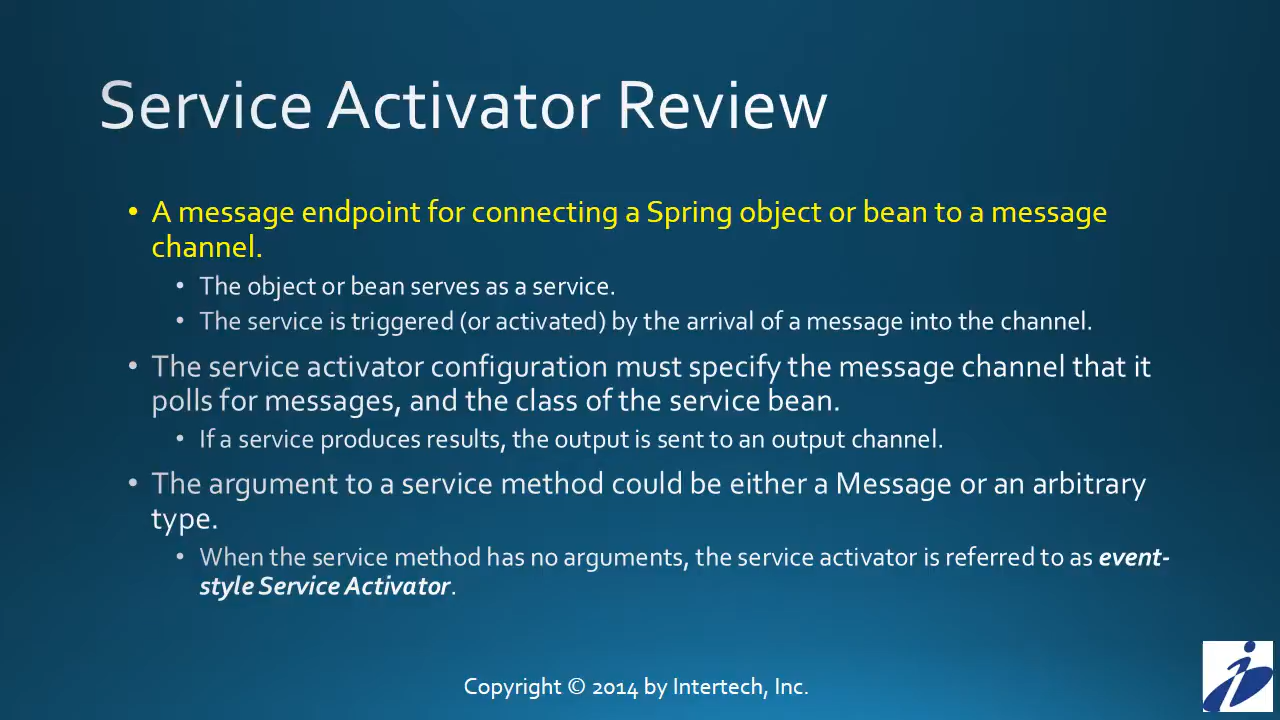 Service Activator Review
• A message endpoint for connecting a Spring object or bean to a message
channel.
• The object or bean serves as a service.
• The service is triggered (or activated) by the arrival of a message into the channel.
• The service activator configuration must specify the message channel that it
polls for messages, and the class of the service bean.
• If a service produces results, the output is sent to an output channel.
• The argument to a service method could be either a Message or an arbitrary
type.
• When the service method has no arguments, the service activator is referred to as event-
style Service Activator.
Copyright © 2014 by Intertech, Inc.